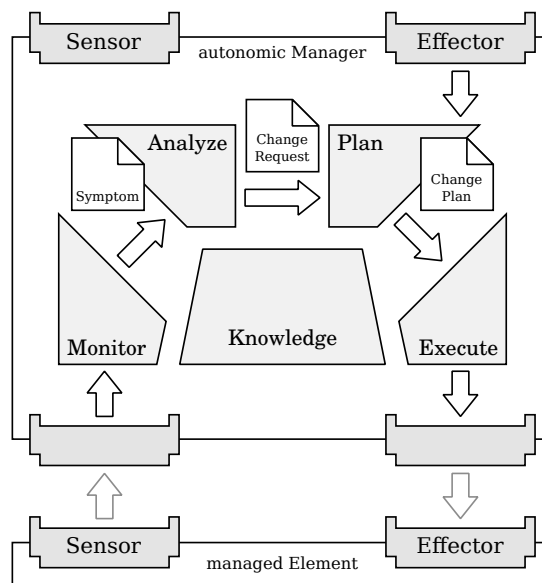 Sensor
Effector
autonomic Manager
Analyze
Change
Request
Plan
Symptom
Change
Plan
Monitor
Knowledge
Execute
Sensor
Effector
managed Element